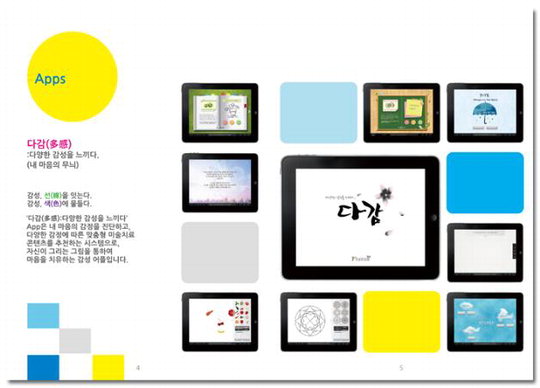 Apps
다감(多感)
:다양한 감성을 느끼다.
(내 마음의 무늬)
감성, 선(線)을 잇는다.
감성, 색(色)에 물들다.
'다감(多感):다양한 감성을 느끼다'
App은 내 마음의 감정을 진단하고,
다양한 감정에 따른 맞춤형 미술치료
콘텐츠를 추천하는 시스템으로,
자신이 그리는 그림을 통하여
마음을 치유하는 감성 어플입니다.
다감
4
5